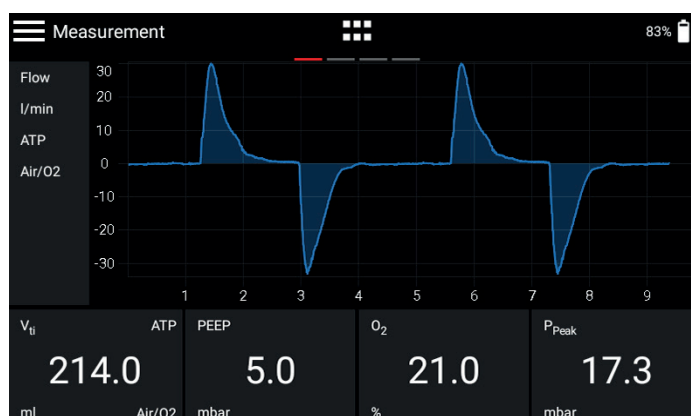 Measurement
83%
Flow
l/min
ATP
Air/O2
30
20
10
0
-10
-20
-30
1 2 3 4 5 6 7 8 9
Vti ATP
214.0
ml Air/O2
PEEP
5.0
mbar
O2
21.0
%
PPeak
17.3
mbar